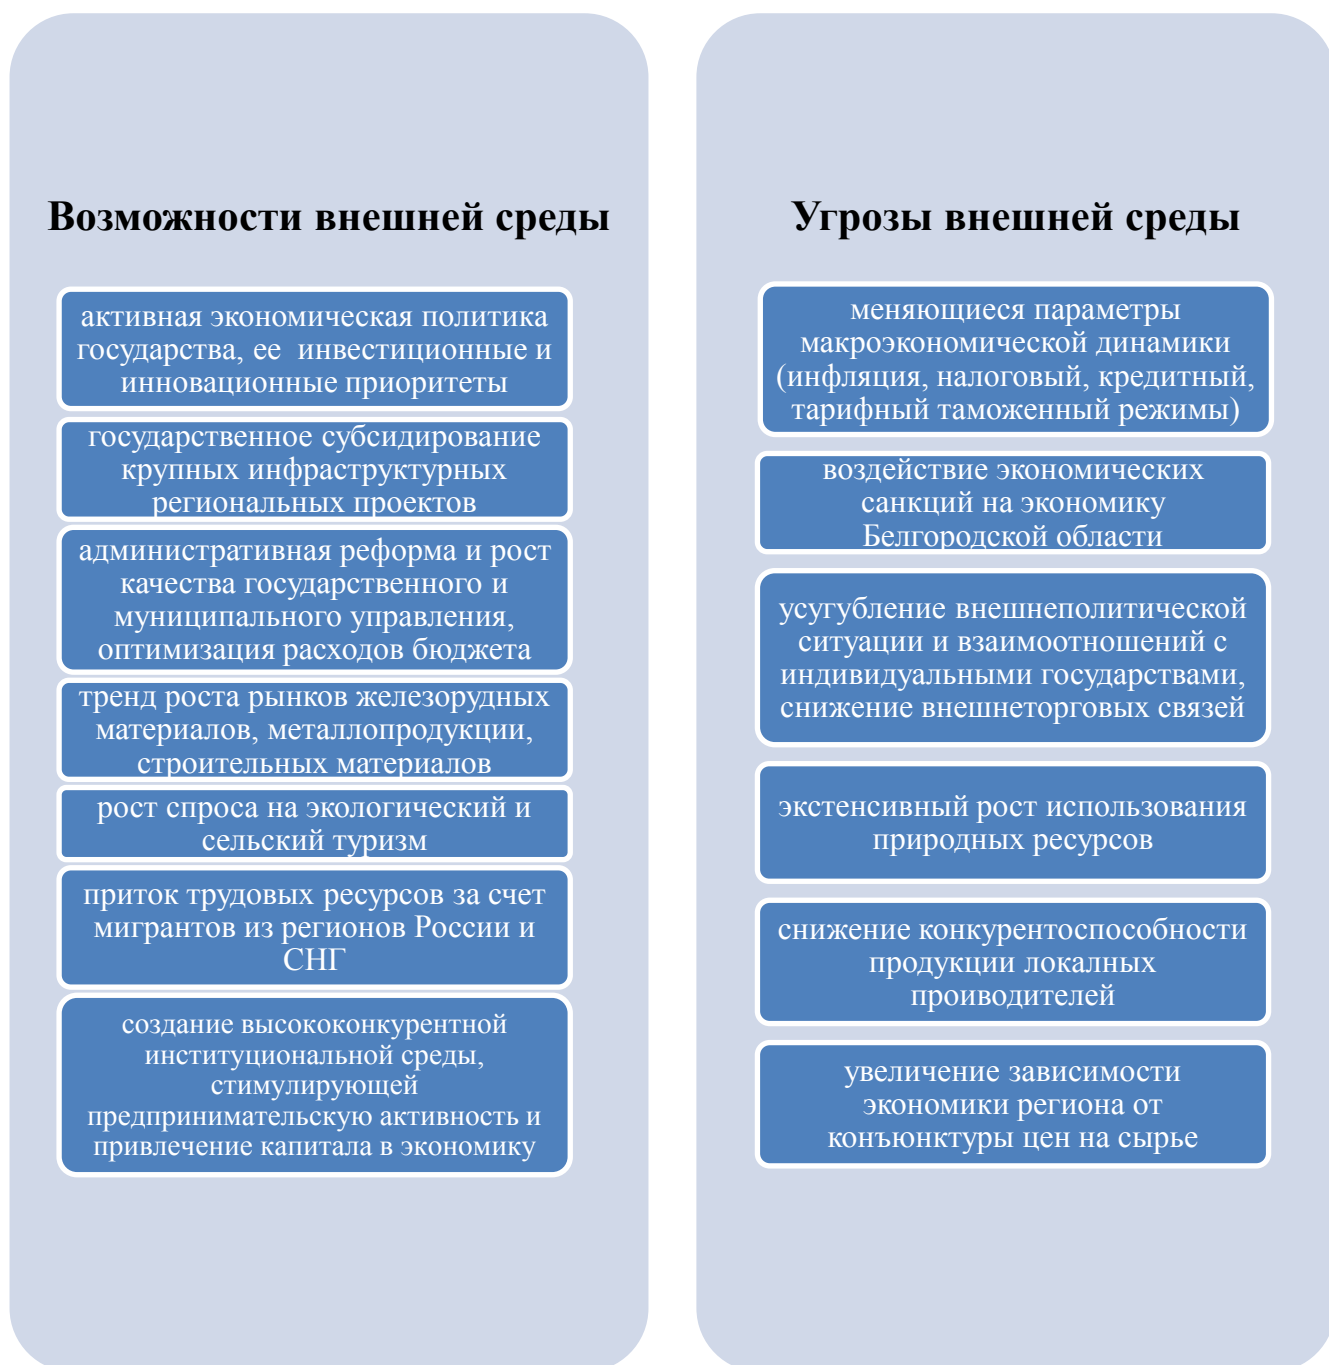 Возможности внешней среды
активная экономическая политика
государства, ее инвестиционные и
инновационные приоритеты
государственное субсидирование
крупных инфраструктурных
региональных проектов
административная реформа и рост
качества государственного и
муниципального управления,
оптимизация расходов бюджета
тренд роста рынков железорудных
материалов, металлопродукции,
строительных материалов
рост спроса на экологический и
сельский туризм
приток трудовых ресурсов за счет
мигрантов из регионов России и
СНГ
создание высококонкурентной
институциональной среды,
стимулирующей
предпринимательскую активность и
привлечение капитала в экономику
Угрозы внешней среды
меняющиеся параметры
макроэкономической динамики
(инфляция, налоговый, кредитный,
тарифный таможенный режимы)
воздействие экономических
санкций на экономику
Белгородской области
усугубление внешнеполитической
ситуации и взаимоотношений с
индивидуальными государствами,
снижение внешнеторговых связей
экстенсивный рост использования
природных ресурсов
снижение конкурентоспособности
продукции локалных
проиводителей
увеличение зависимости
экономики региона от
конъюнктуры цен на сырье